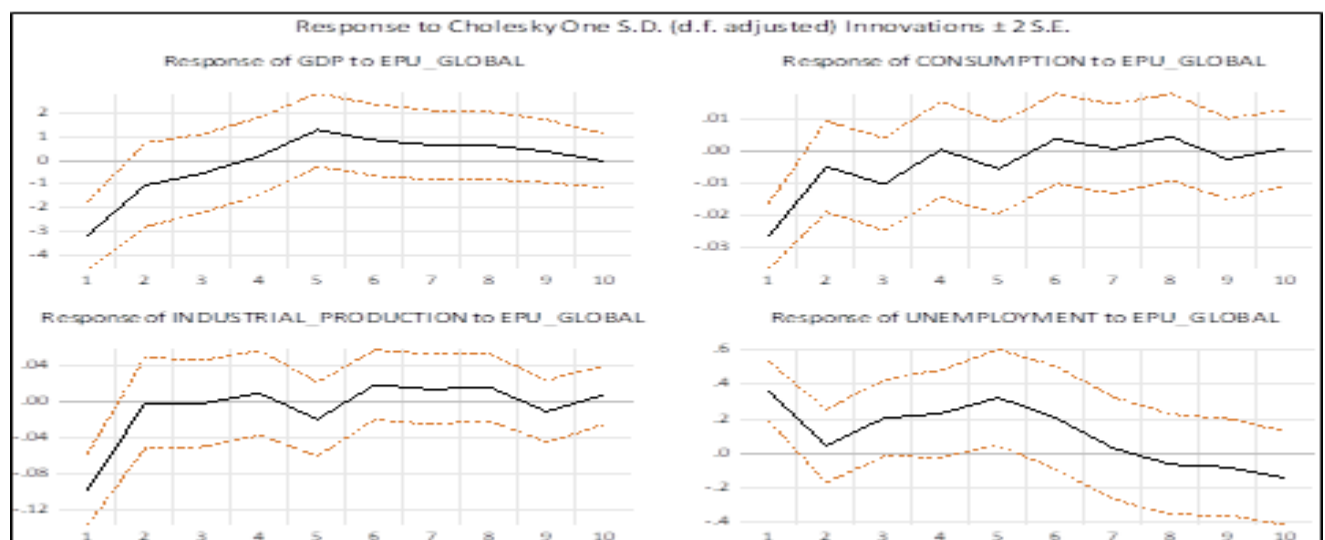 Response to Cholesky One S.D. (d.f. adjusted) Innovations ± 2 S.E.
Response of GDP to EPU_GLOBAL
2
1
0
-1
-2
-3
-4
1 2 3 4 5 6 7 8 9 10
Response of CONSUMPTION to EPU_GLOBAL
.01
.00
-.01
-.02
-.03
1 2 3 4 5 6 7 8 9 10
Response of INDUSTRIAL_PRODUCTION to EPU_GLOBAL
.04
.00
-.04
-.08
-.12
1 2 3 4 5 6 7 8 9 10
Response of UNEMPLOYMENT to EPU_GLOBAL
.6
.4
.2
.0
-.2
-.4
1 2 3 4 5 6 7 8 9 10